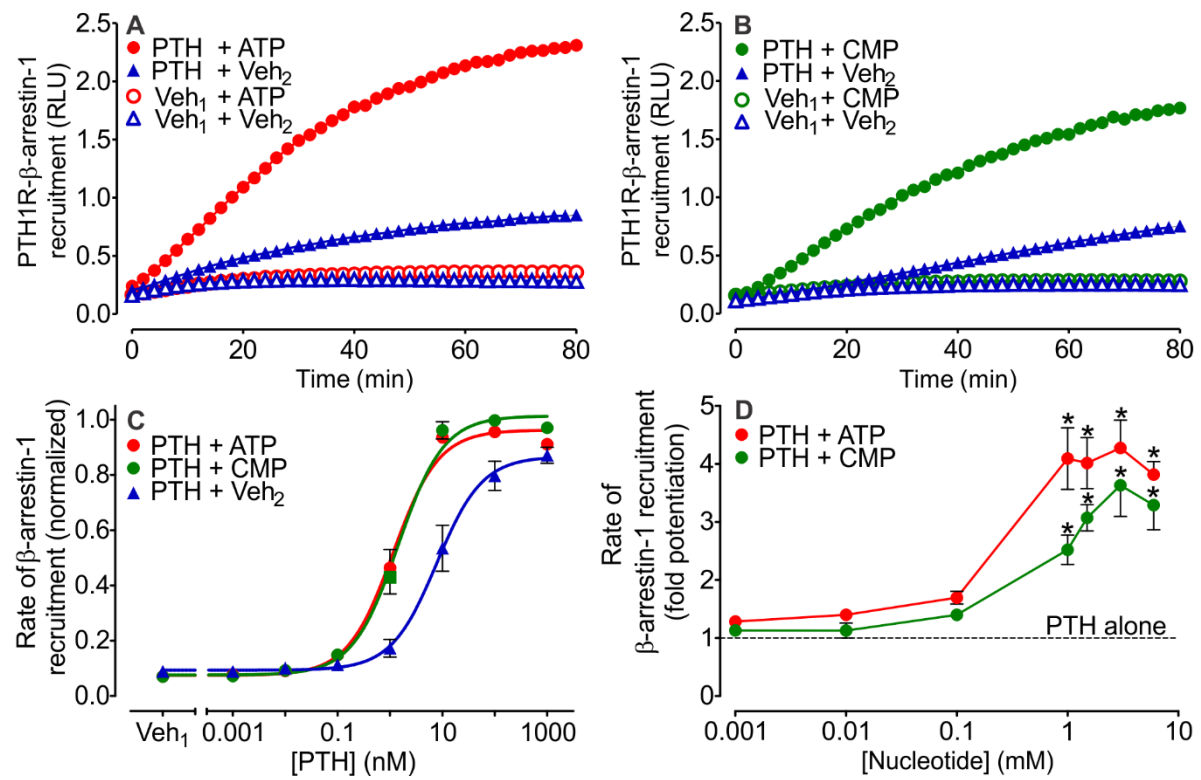 A
PTH + ATP
PTH + Veh2
Veh1 + ATP
Veh1 + Veh2
PTH1R-β-arrestin-1
recruitment (RLU)
2.5
2.0
1.5
1.0
0.5
0.0
0 20 40 60 80
Time (min)
B
PTH + CMP
PTH + Veh2
Veh1 + CMP
Veh1 + Veh2
PTH1R-β-arrestin-1
recruitment (RLU)
2.5
2.0
1.5
1.0
0.5
0.0
0 20 40 60 80
Time (min)
C
PTH + ATP
PTH + CMP
PTH + Veh2
Rate of β-arrestin-1
recruitment (normalized)
1.0
0.8
0.6
0.4
0.2
0.0
Veh1 0.001 0.1 10 1000
[PTH] (nM)
D
PTH + ATP
PTH + CMP
Rate of
β-arrestin-1 recruitment
(fold potentiation)
5
4
3
2
1
0
* * * *
* * * *
PTH alone
0.001 0.01 0.1 1 10
[Nucleotide] (mM)